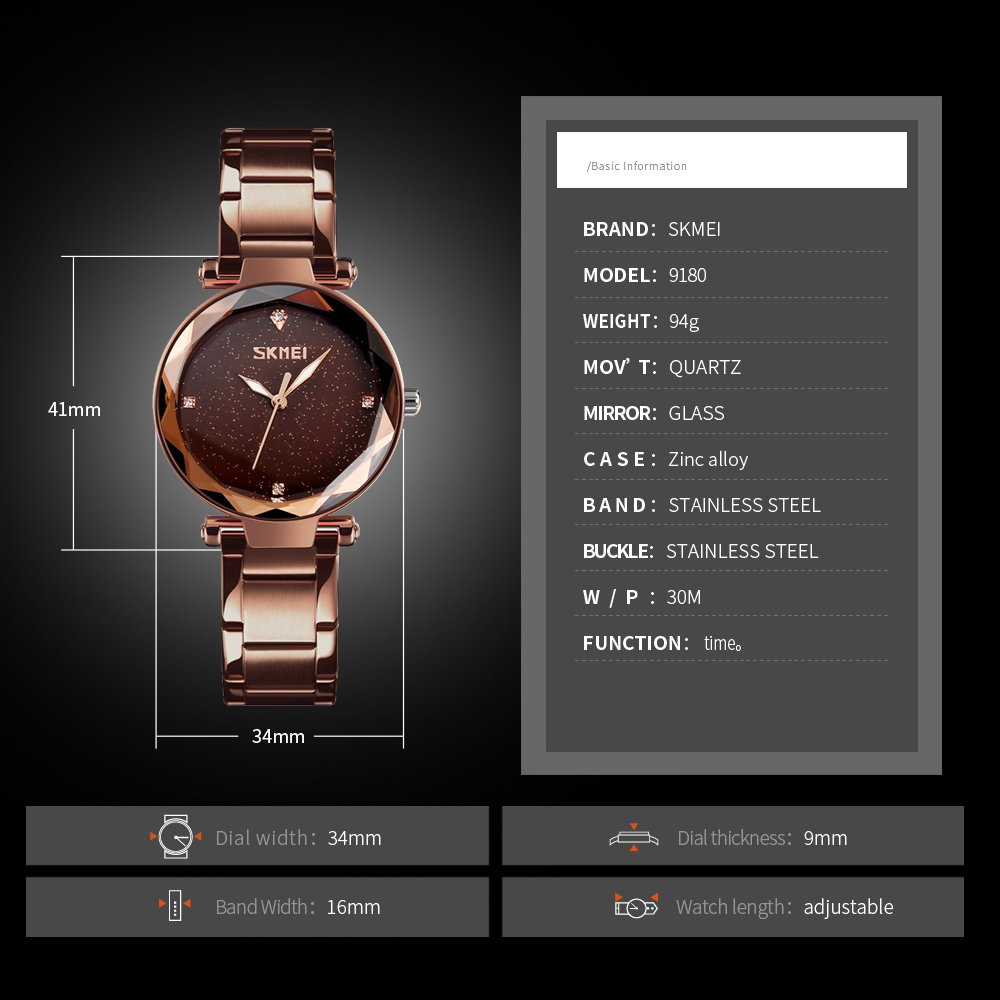 SKMEI
41mm
34mm
/Basic Information
BRAND: SKMEI
MODEL: 9180
WEIGHT: 94g
MOV’ T: QUARTZ
MIRROR: GLASS
CASE: Zinc alloy
BAND: STAINLESS STEEL
BUCKLE: STAINLESS STEEL
W / P : 30M
FUNCTION: time。
Dial width: 34mm
Dial thickness: 9mm
Band Width: 16mm
Watch length: adjustable